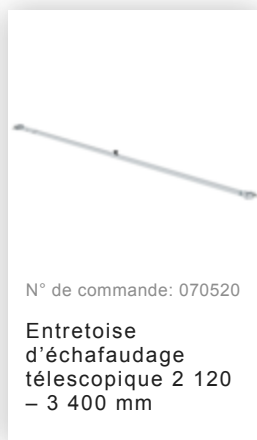 N° de commande: 070520
Entretoise
d’échafaudage
télescopique 2 120
– 3 400 mm